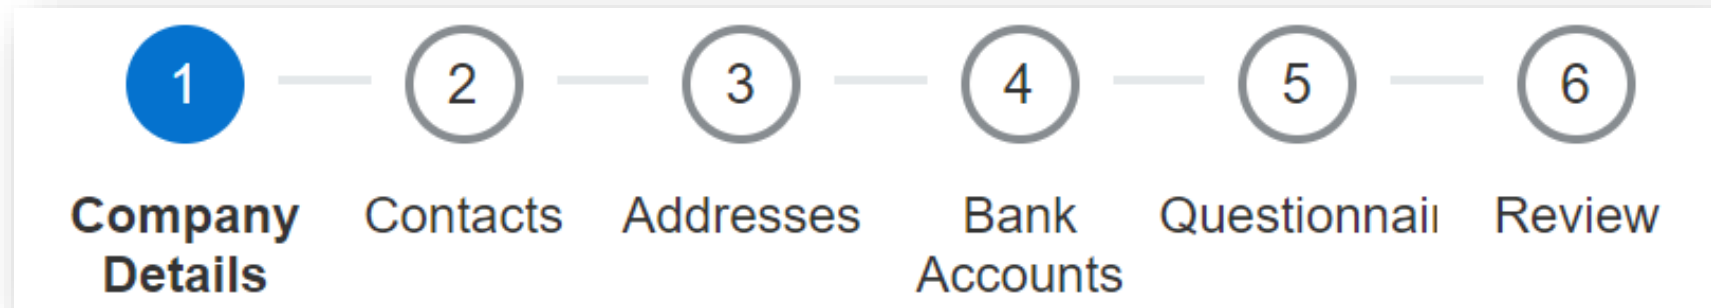 1 2 3 4 5 6
Company Contacts Addresses Bank Questionnai Review
Details Accounts